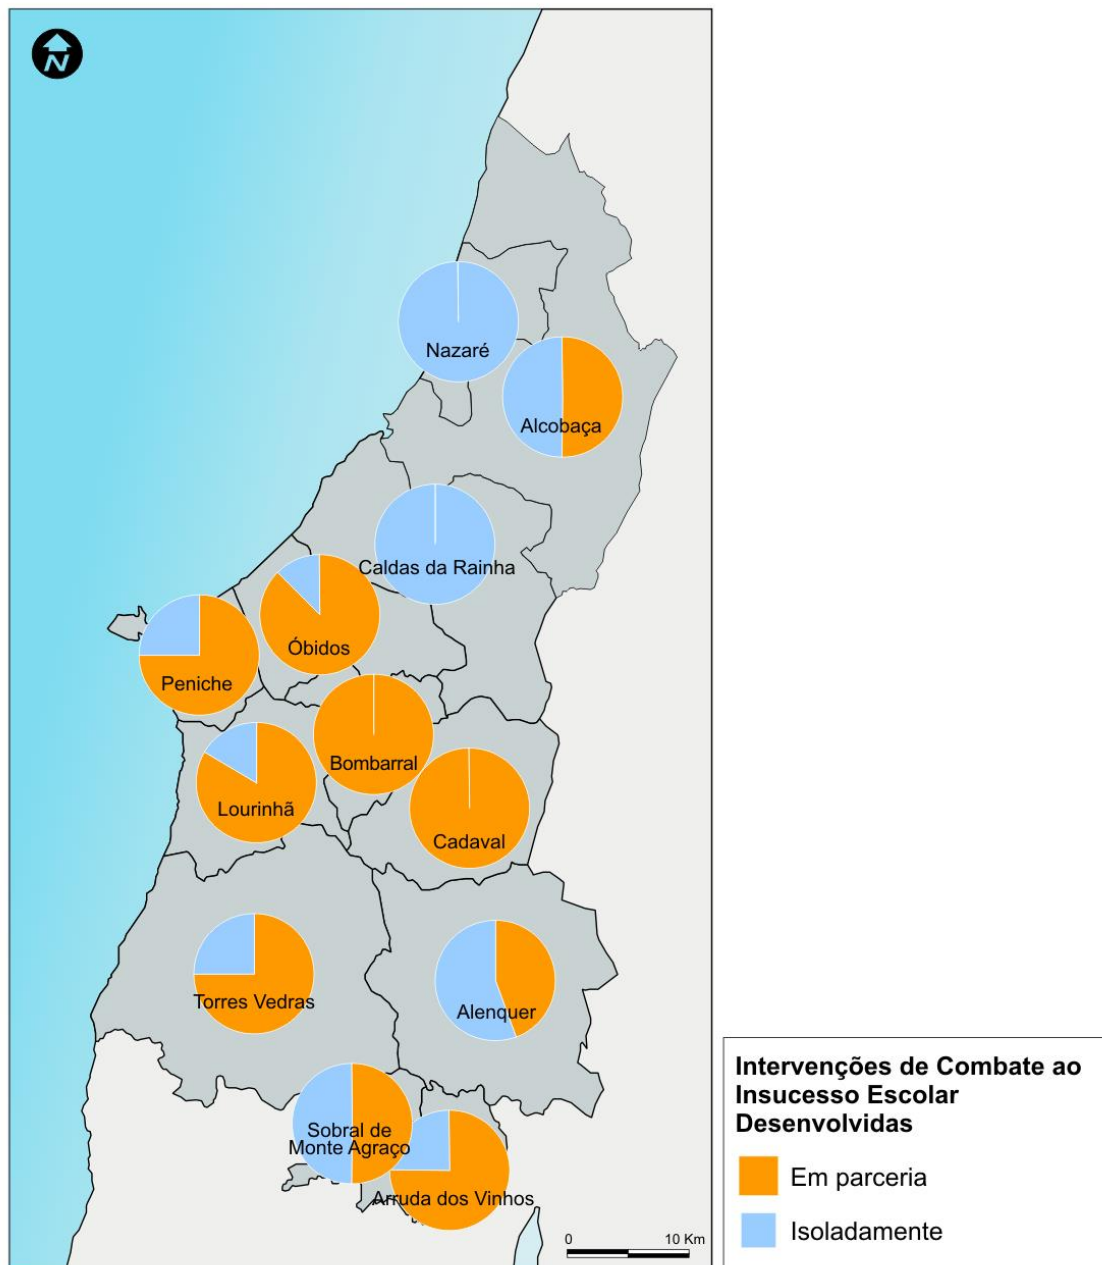 N
Nazaré
Alcobaça
Caldas da Rainha
Óbidos
Peniche
Bombarral
Lourinhã
Cadaval
Torres Vedras
Alenquer
Sobral de
Monte Agraço
Arruda dos Vinhos
0 10 Km
Intervenções de Combate ao
Insucesso Escolar
Desenvolvidas
Em parceria
Isoladamente